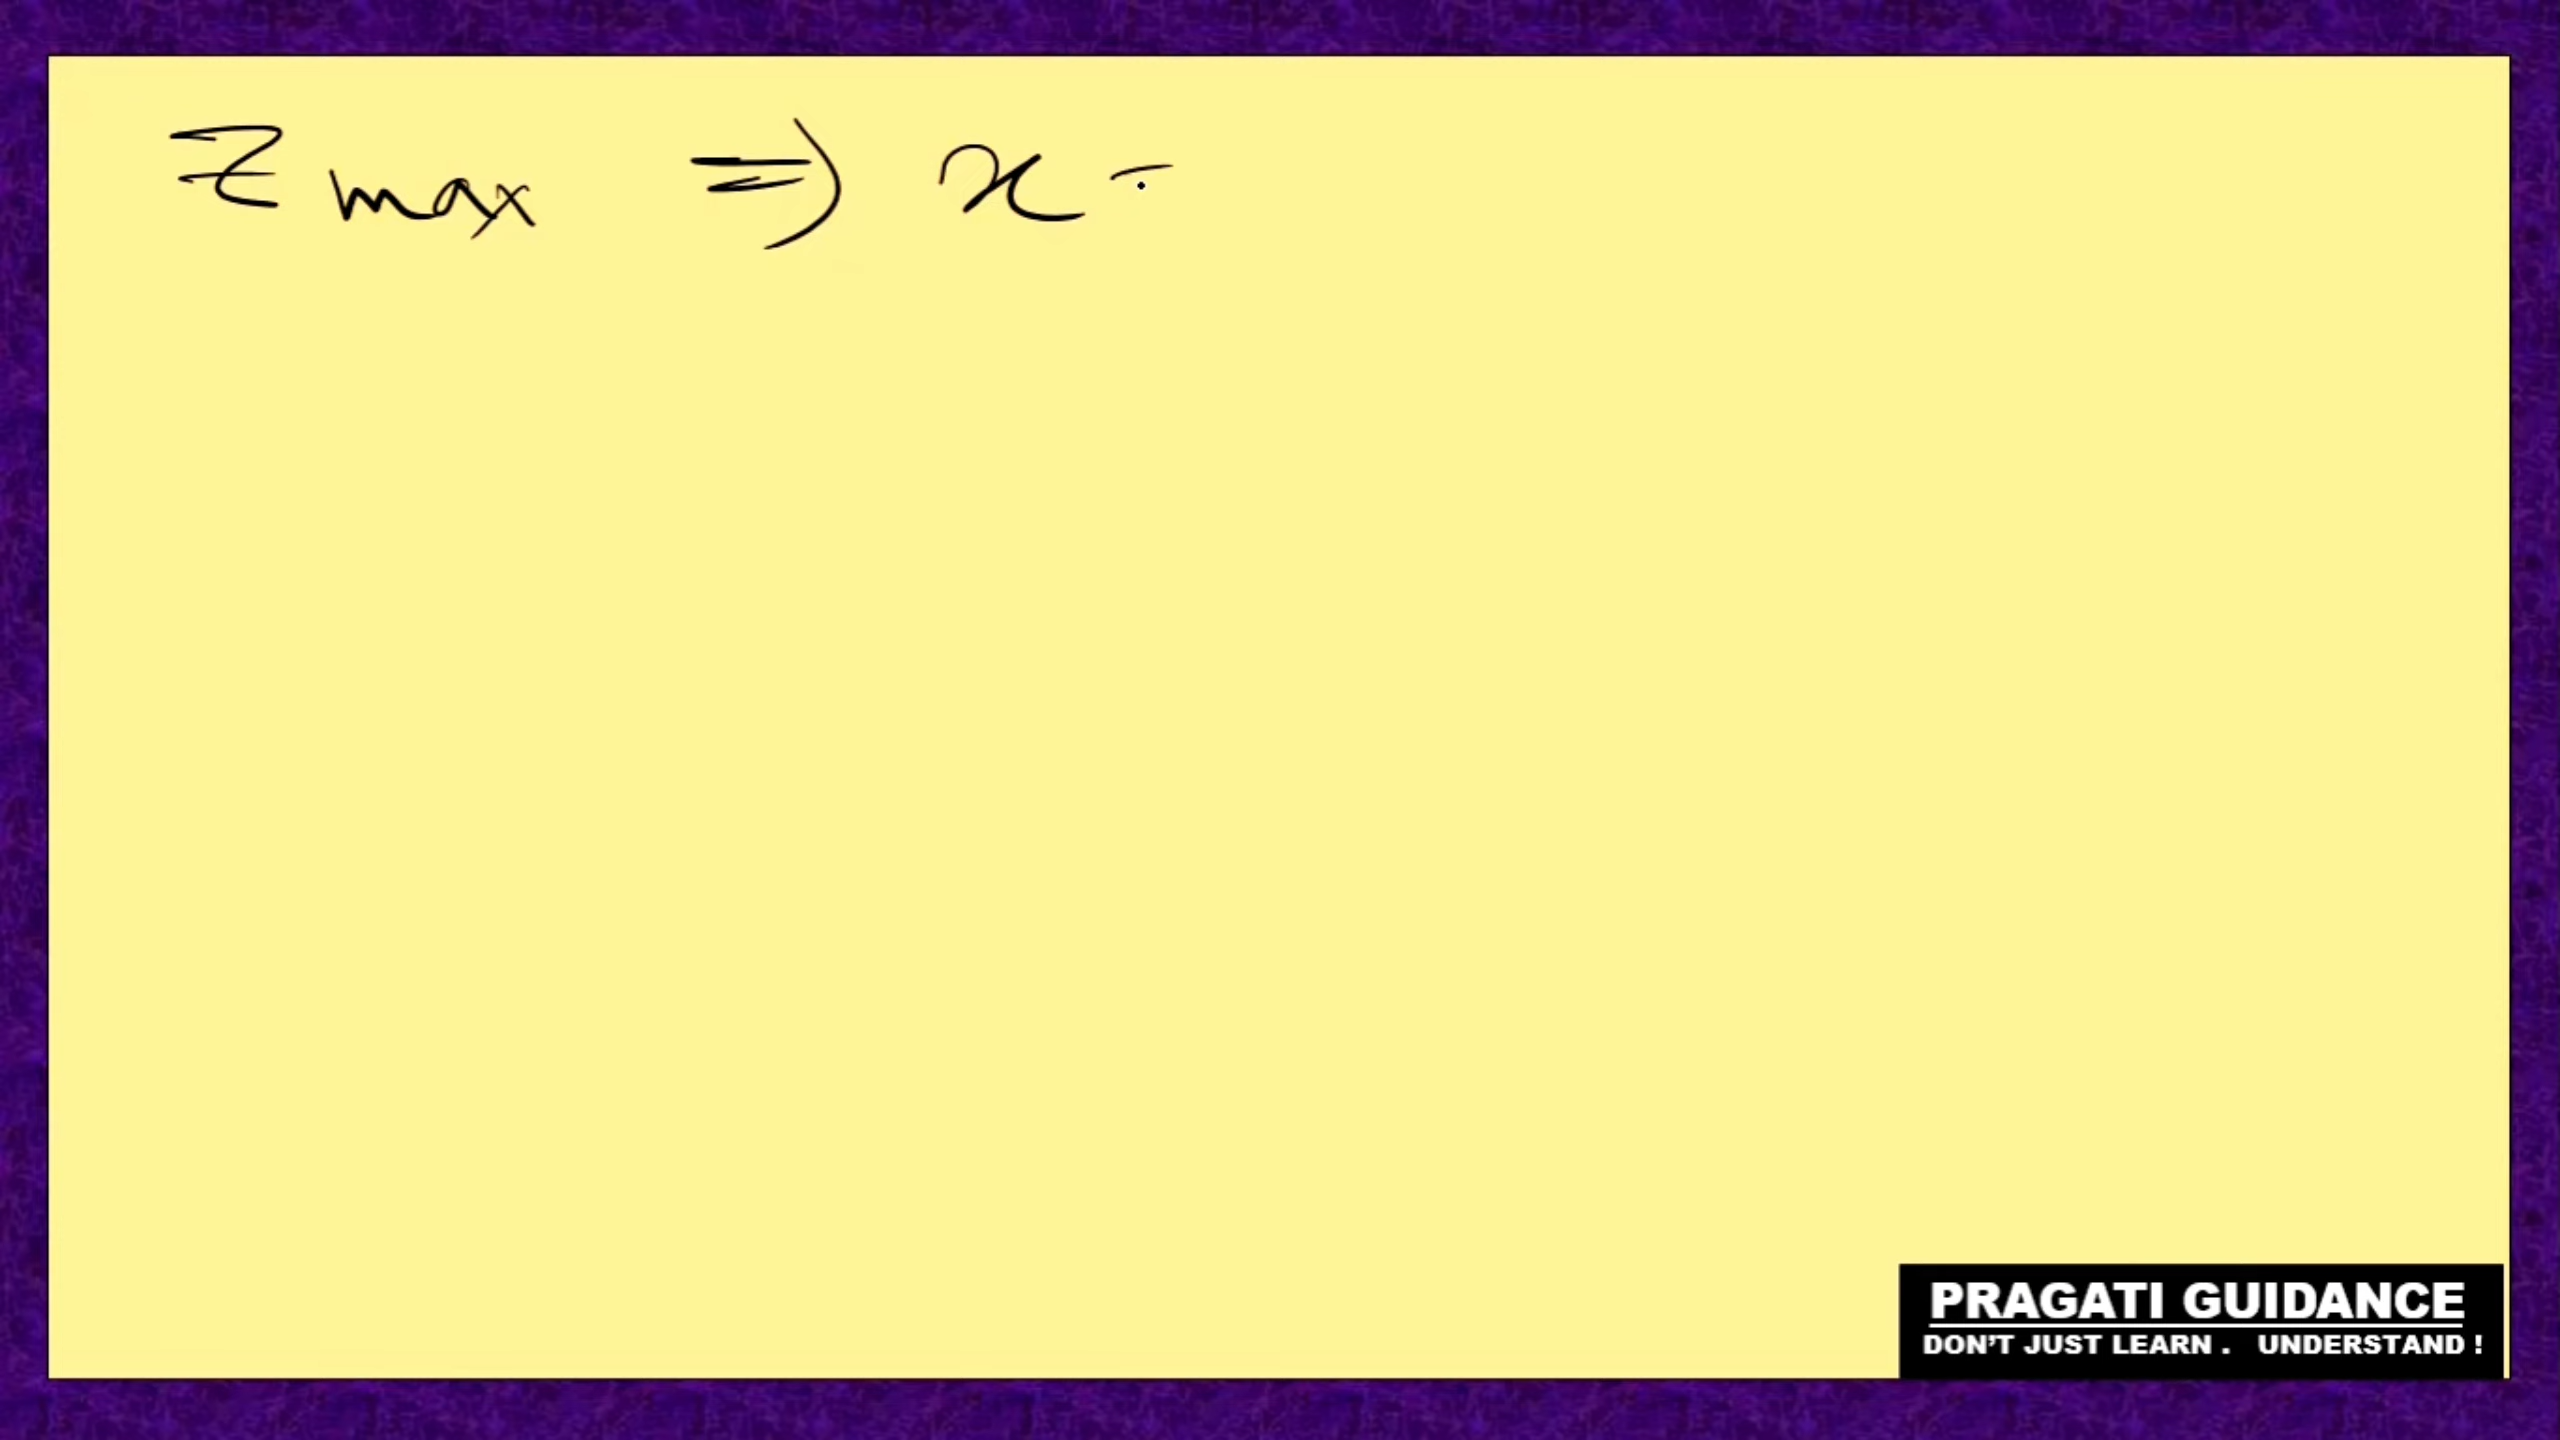 Z max ⇒ x -
PRAGATI GUIDANCE
DON'T JUST LEARN . UNDERSTAND !